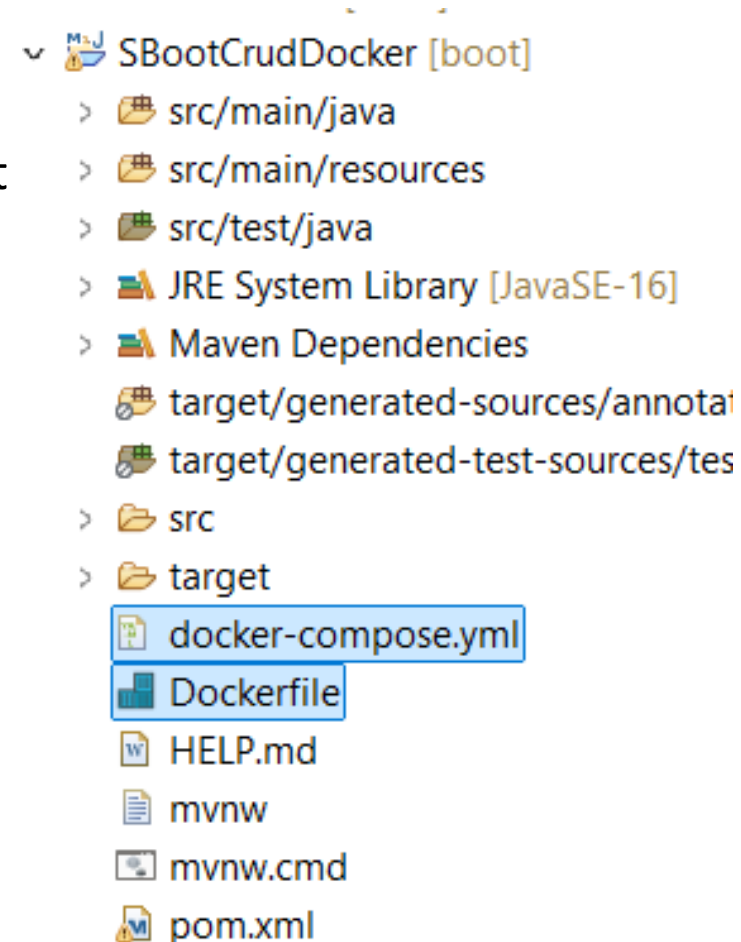 SBootCrudDocker [boot]
src/main/java
t
src/main/resources
src/test/java
JRE System Library [JavaSE-16]
Maven Dependencies
target/generated-sources/annotat
target/generated-test-sources/tes
src
target
docker-compose.yml
Dockerfile
HELP.md
mvnw
mvnw.cmd
pom.xml